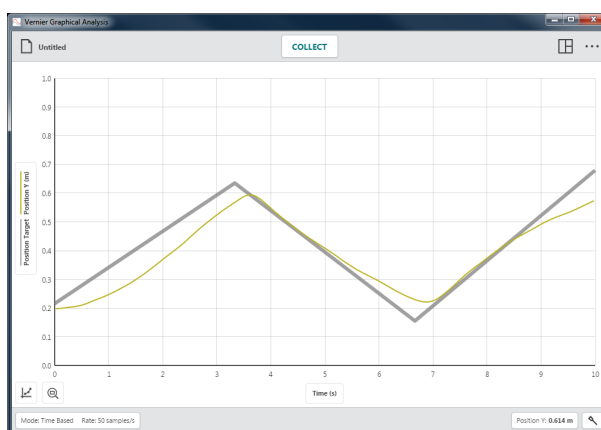 Vernier Graphical Analysis
Untitled
COLLECT
...
1.0
0.9
0.8
0.7
0.6
0.5
0.4
0.3
0.2
0.1
0.0
Position Target Position Y (m)
0 1 2 3 4 5 6 7 8 9 10
Time (s)
Mode: Time Based Rate: 50 samples/s
Position Y: 0.614 m